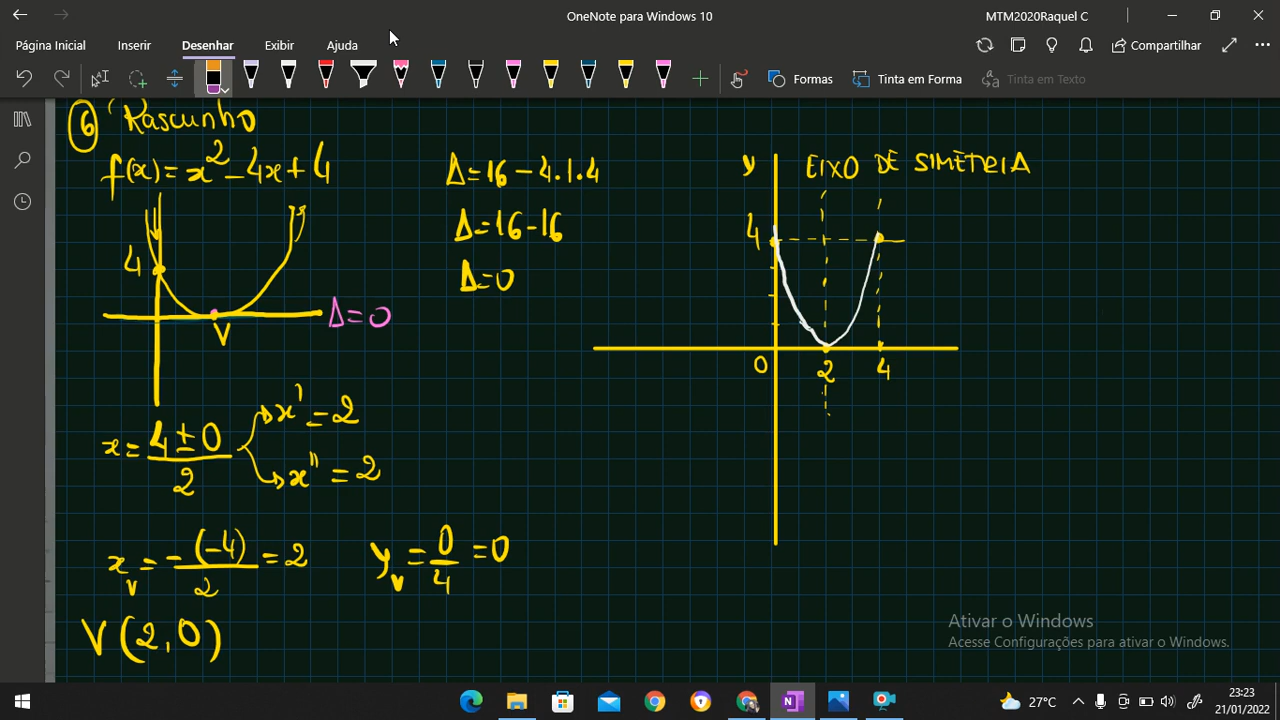 OneNote para Windows 10
MTM2020Raquel C
Página Inicial Inserir Desenhar Exibir Ajuda
Compartilhar
Formas Tinta em Forma Tinta em Texto
6 Rascunho
f(x)=x²-4x+4
4
V
Δ=0
x=4±0/2
x'=2
x''=2
x_v=-(-4)/2=2
y_v=0/4=0
V(2,0)
Δ=16-4.1.4
Δ=16-16
Δ=0
y EIXO DE SIMETRIA
4
0 2 4
Ativar o Windows
Acesse Configurações para ativar o Windows.
27°C
23:23
21/01/2022